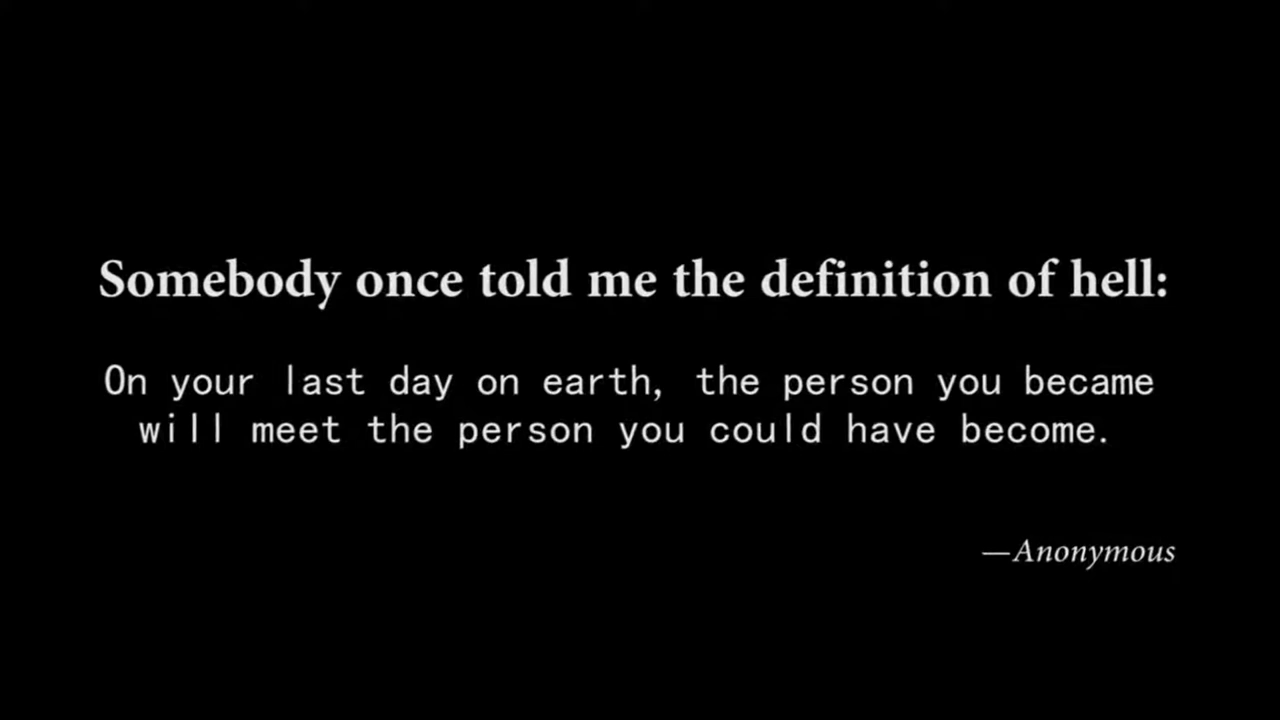 Somebody once told me the definition of hell:
On your last day on earth, the person you became
will meet the person you could have become.
—Anonymous